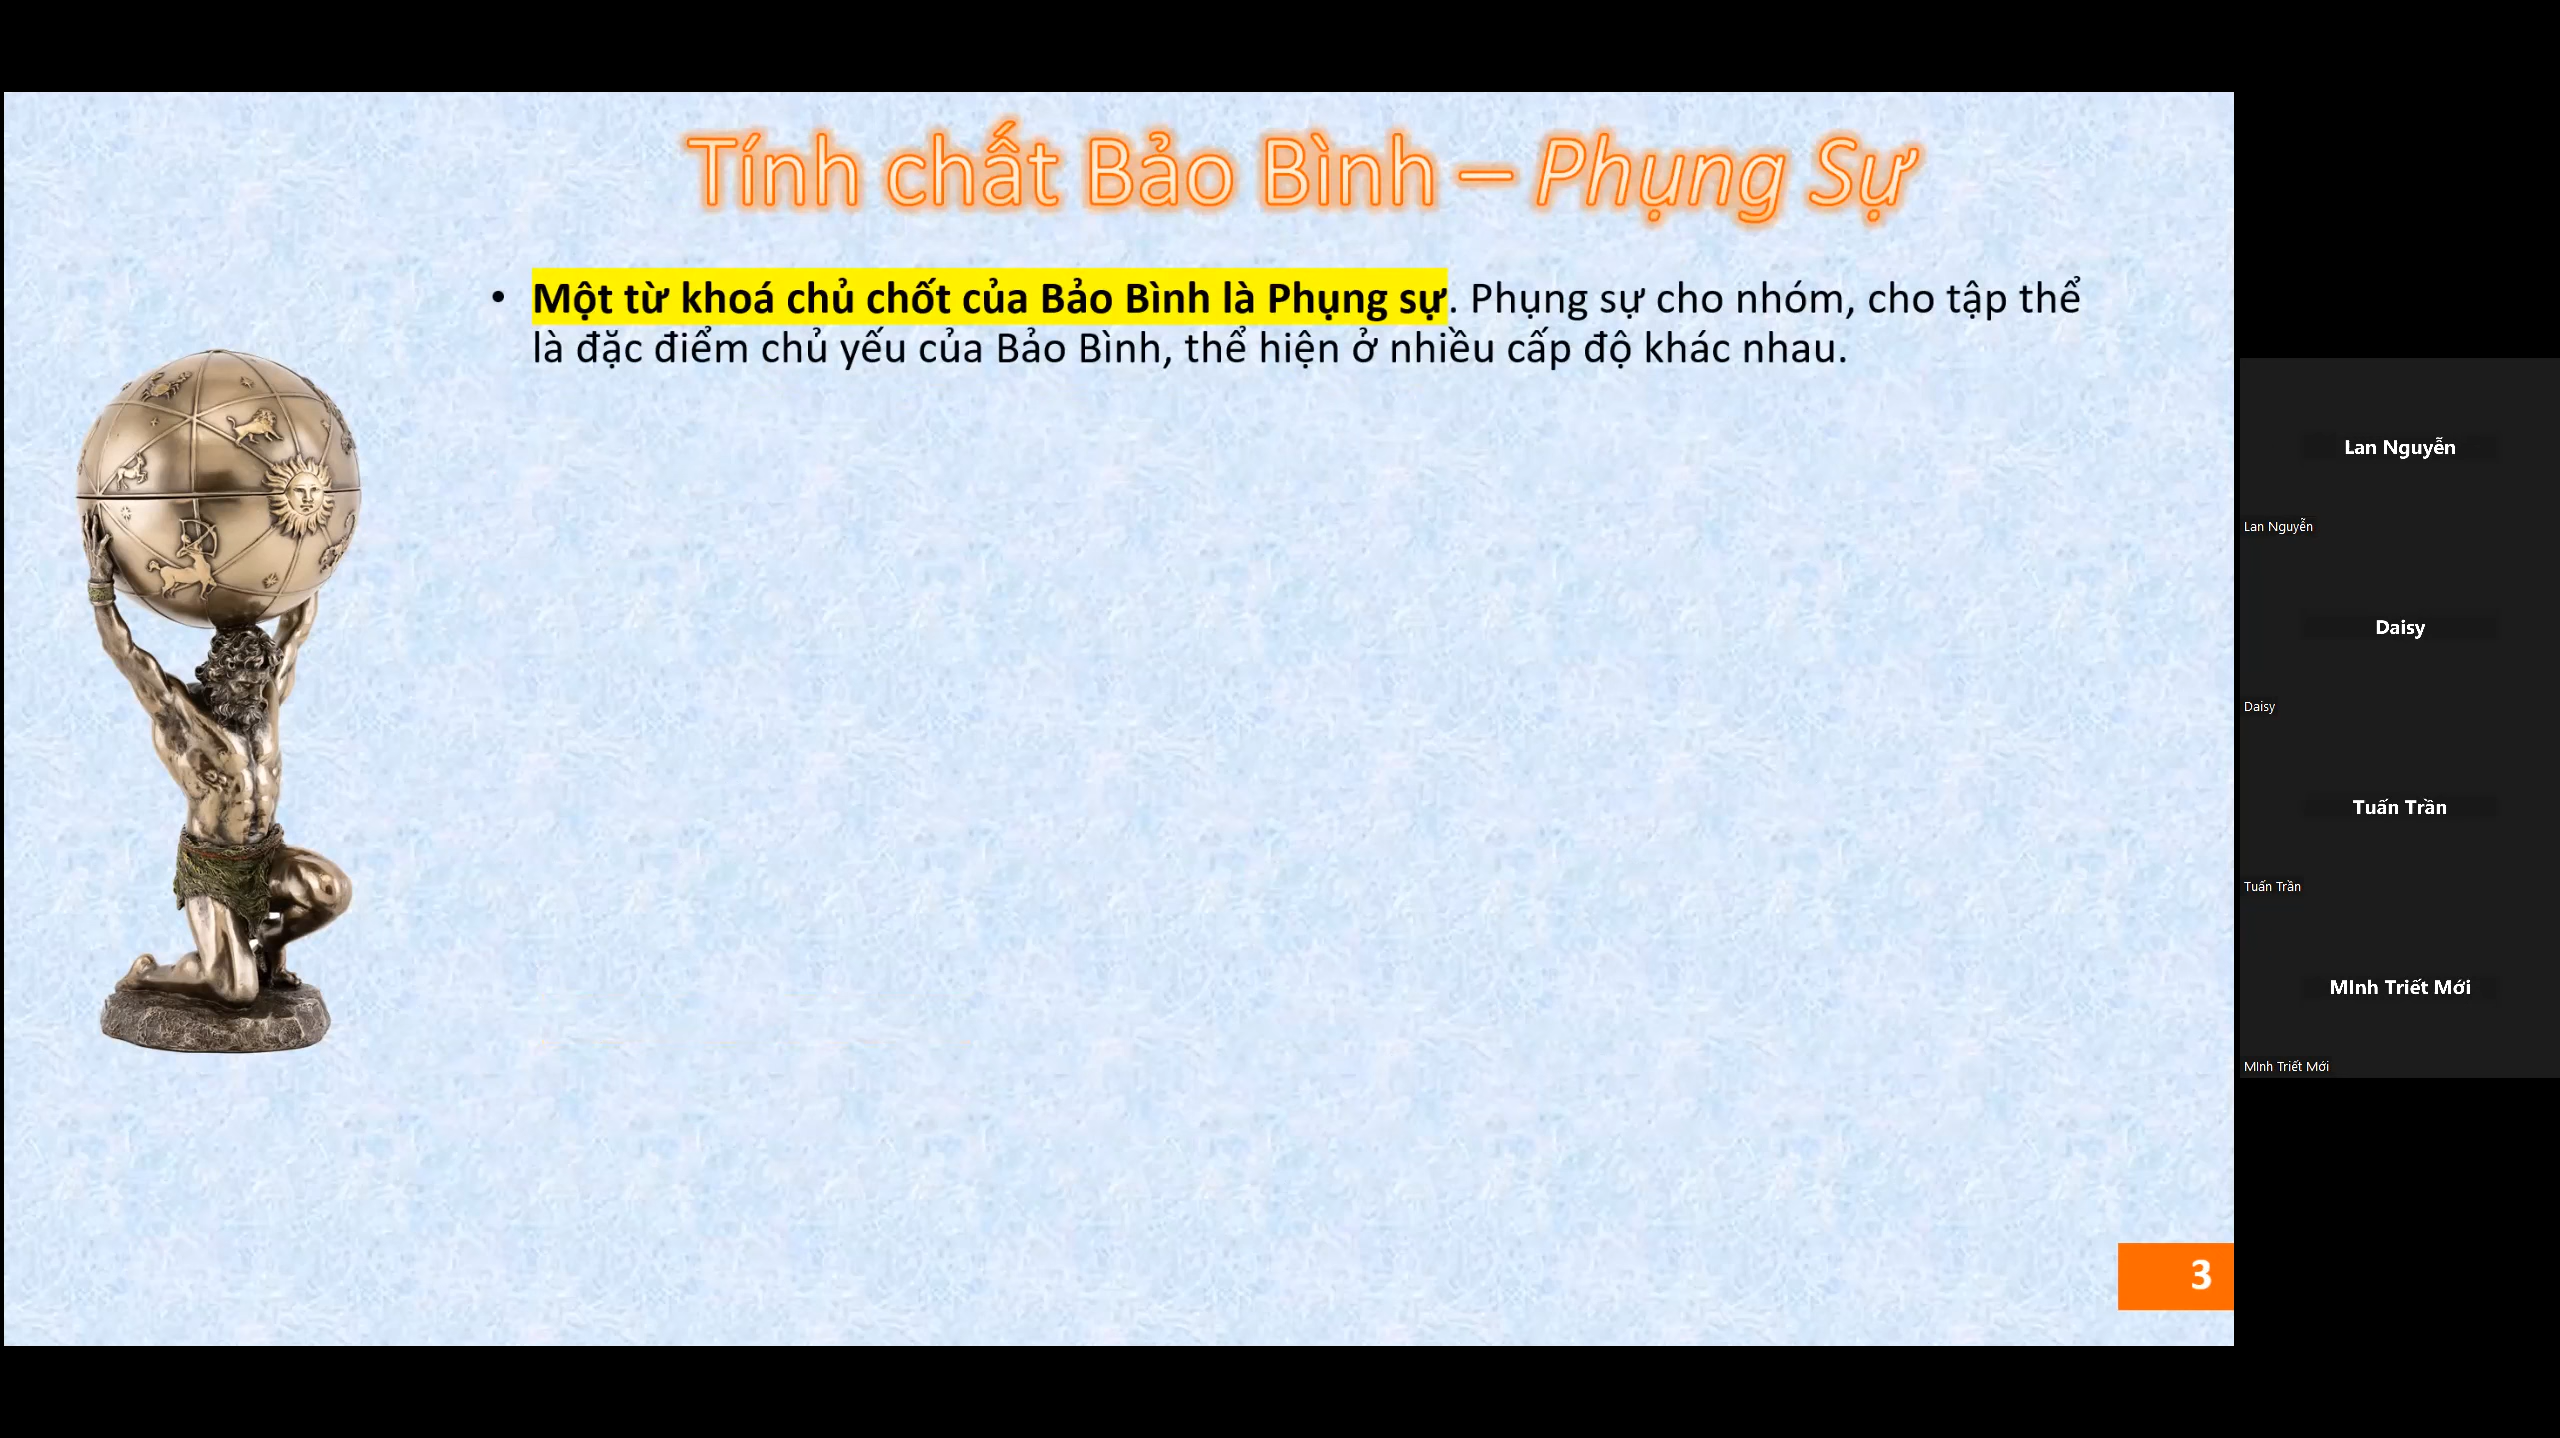 Tính chất Bảo Bình – Phụng Sự
• Một từ khoá chủ chốt của Bảo Bình là Phụng sự. Phụng sự cho nhóm, cho tập thể
là đặc điểm chủ yếu của Bảo Bình, thể hiện ở nhiều cấp độ khác nhau.
3
Lan Nguyễn
Lan Nguyễn
Daisy
Daisy
Tuấn Trần
Tuấn Trần
MInh Triết Mới
MInh Triết Mới